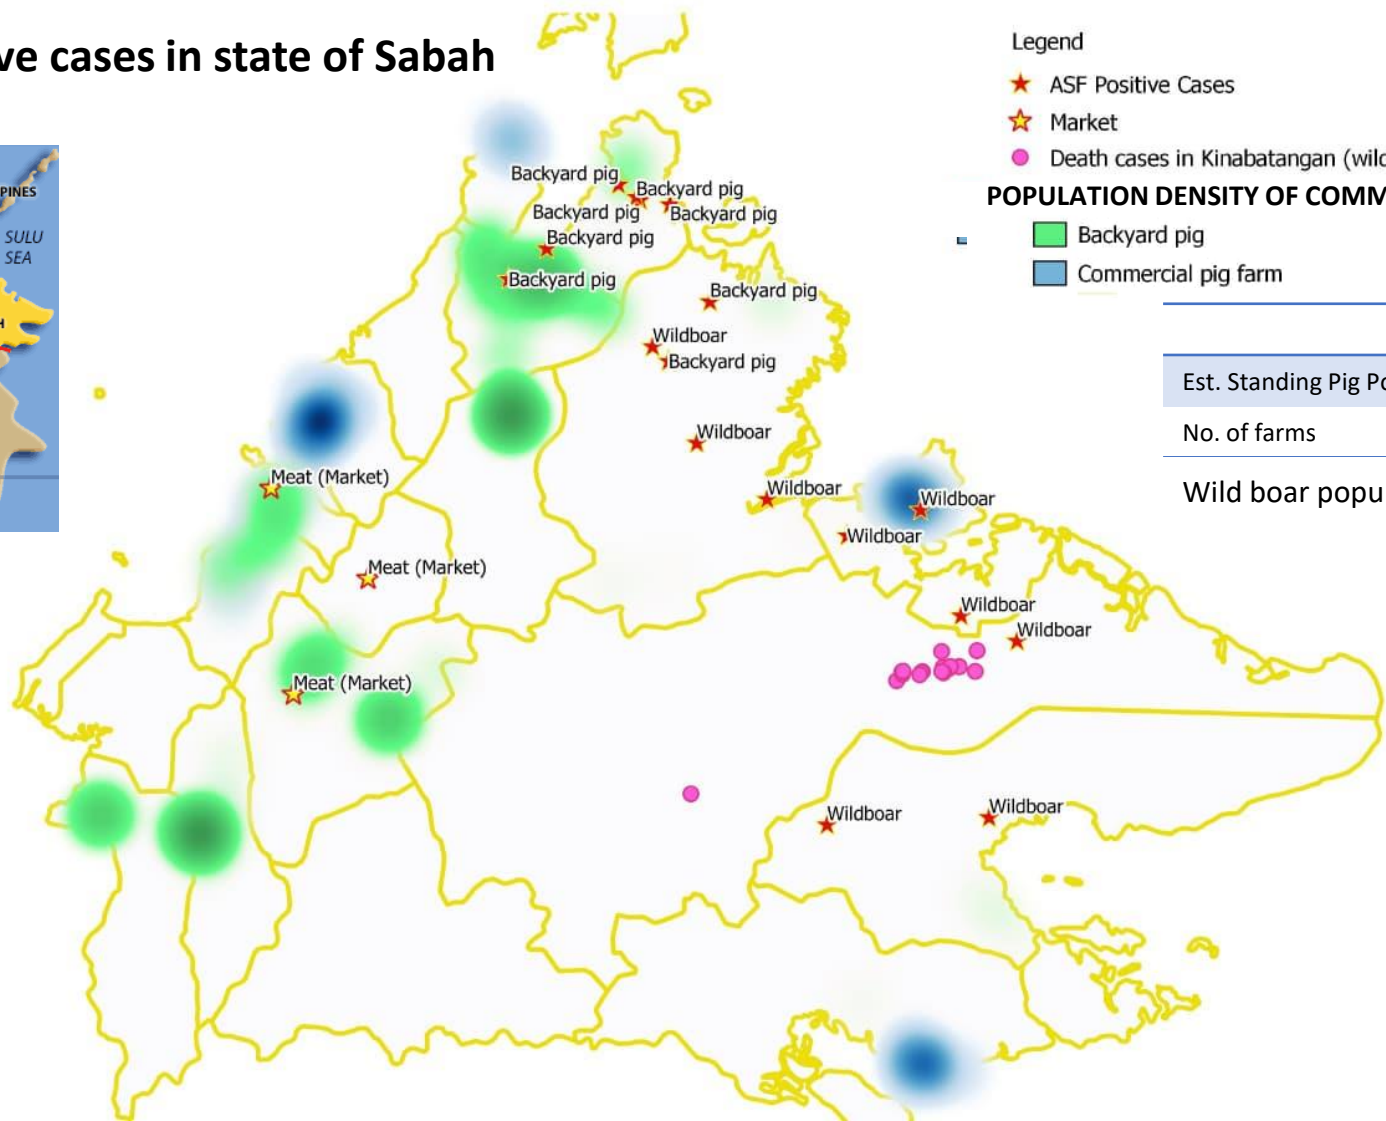 ve cases in state of Sabah
PINES
SULU
SEA
H
Legend
ASF Positive Cases
Market
Death cases in Kinabatangan (wild
POPULATION DENSITY OF COMM
Backyard pig
Commercial pig farm
Est. Standing Pig Po
No. of farms
Wild boar popu
Backyard pig
Backyard pig
Backyard pig
Backyard pig
Backyard pig
Backyard pig
Backyard pig
Wildboar
Backyard pig
Wildboar
Meat (Market)
Wildboar
Wildboar
Wildboar
Meat (Market)
Wildboar
Wildboar
Meat (Market)
Wildboar
Wildboar